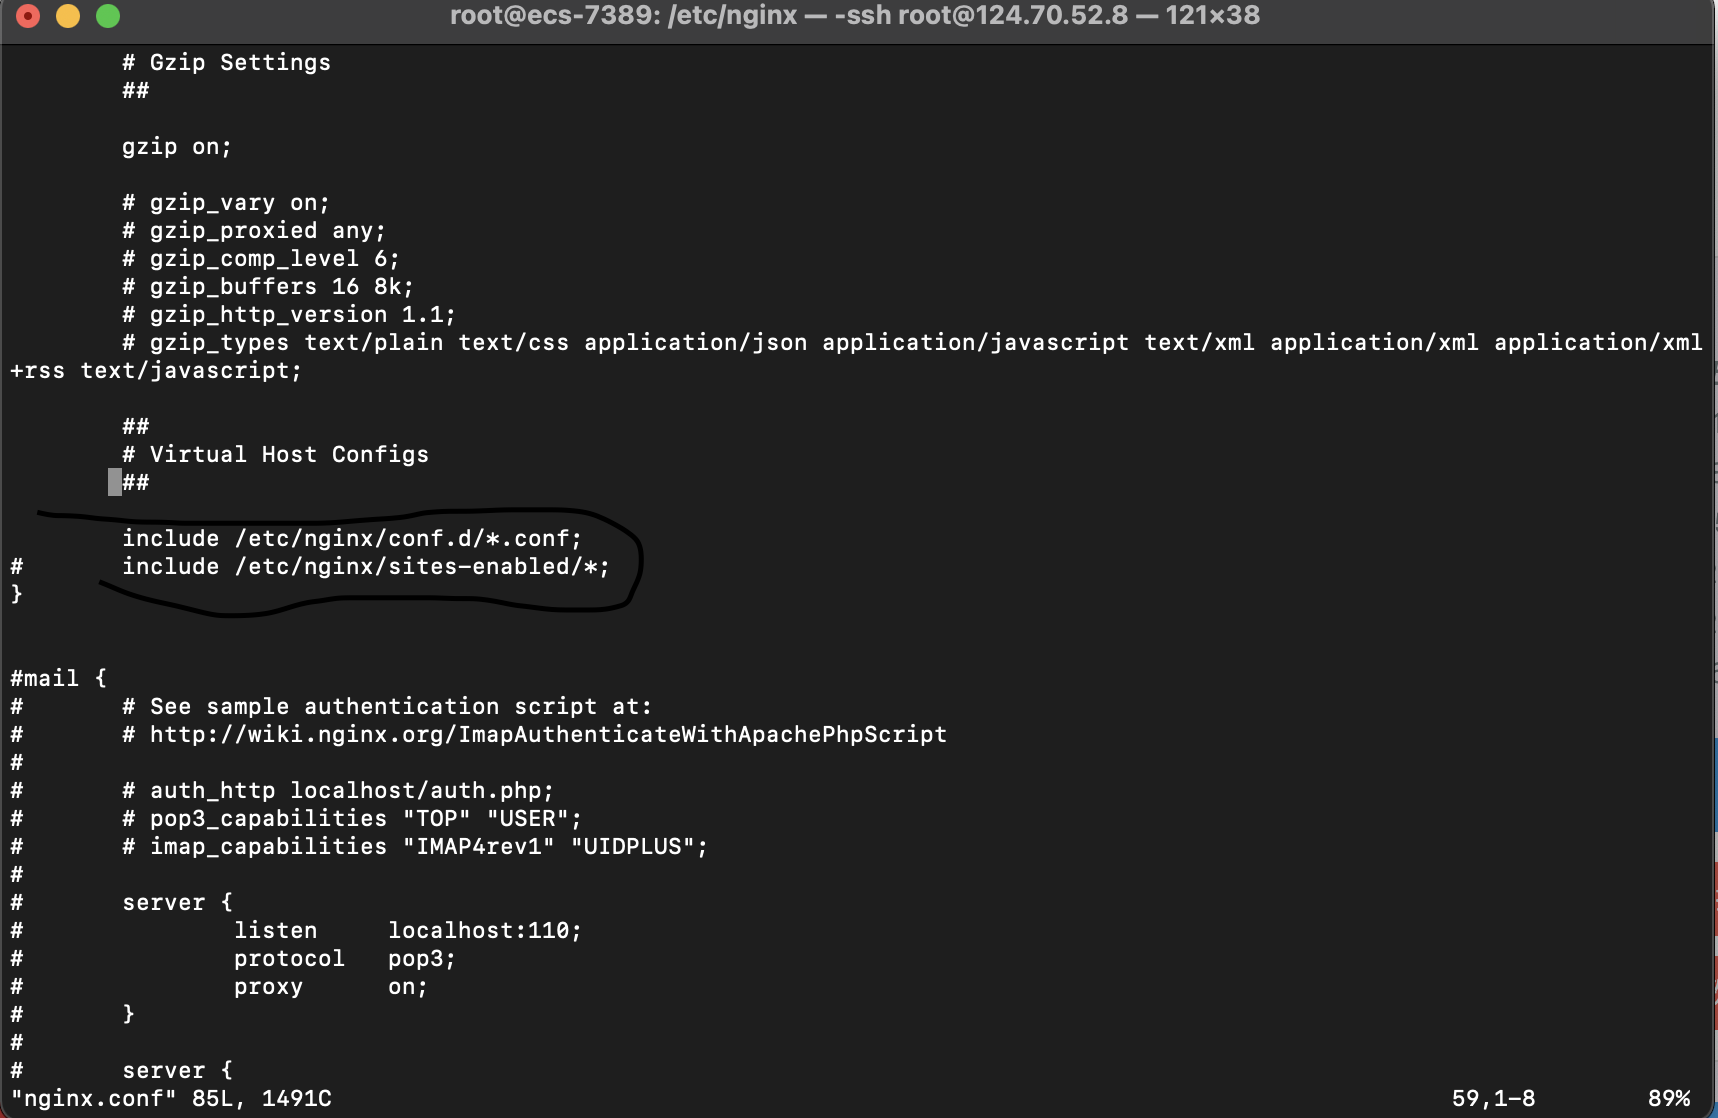 root@ecs-7389: /etc/nginx — -ssh root@124.70.52.8 — 121×38
        # Gzip Settings
        ##
        gzip on;
        # gzip_vary on;
        # gzip_proxied any;
        # gzip_comp_level 6;
        # gzip_buffers 16 8k;
        # gzip_http_version 1.1;
        # gzip_types text/plain text/css application/json application/javascript text/xml application/xml application/xml
+rss text/javascript;
        ##
        # Virtual Host Configs
        ##
        include /etc/nginx/conf.d/*.conf;
#       include /etc/nginx/sites-enabled/*;
}
#mail {
#       # See sample authentication script at:
#       # http://wiki.nginx.org/ImapAuthenticateWithApachePhpScript
#
#       # auth_http localhost/auth.php;
#       # pop3_capabilities "TOP" "USER";
#       # imap_capabilities "IMAP4rev1" "UIDPLUS";
#
#       server {
#               listen     localhost:110;
#               protocol   pop3;
#               proxy      on;
#       }
#
#       server {
"nginx.conf" 85L, 1491C                                                                                59,1-8        89%